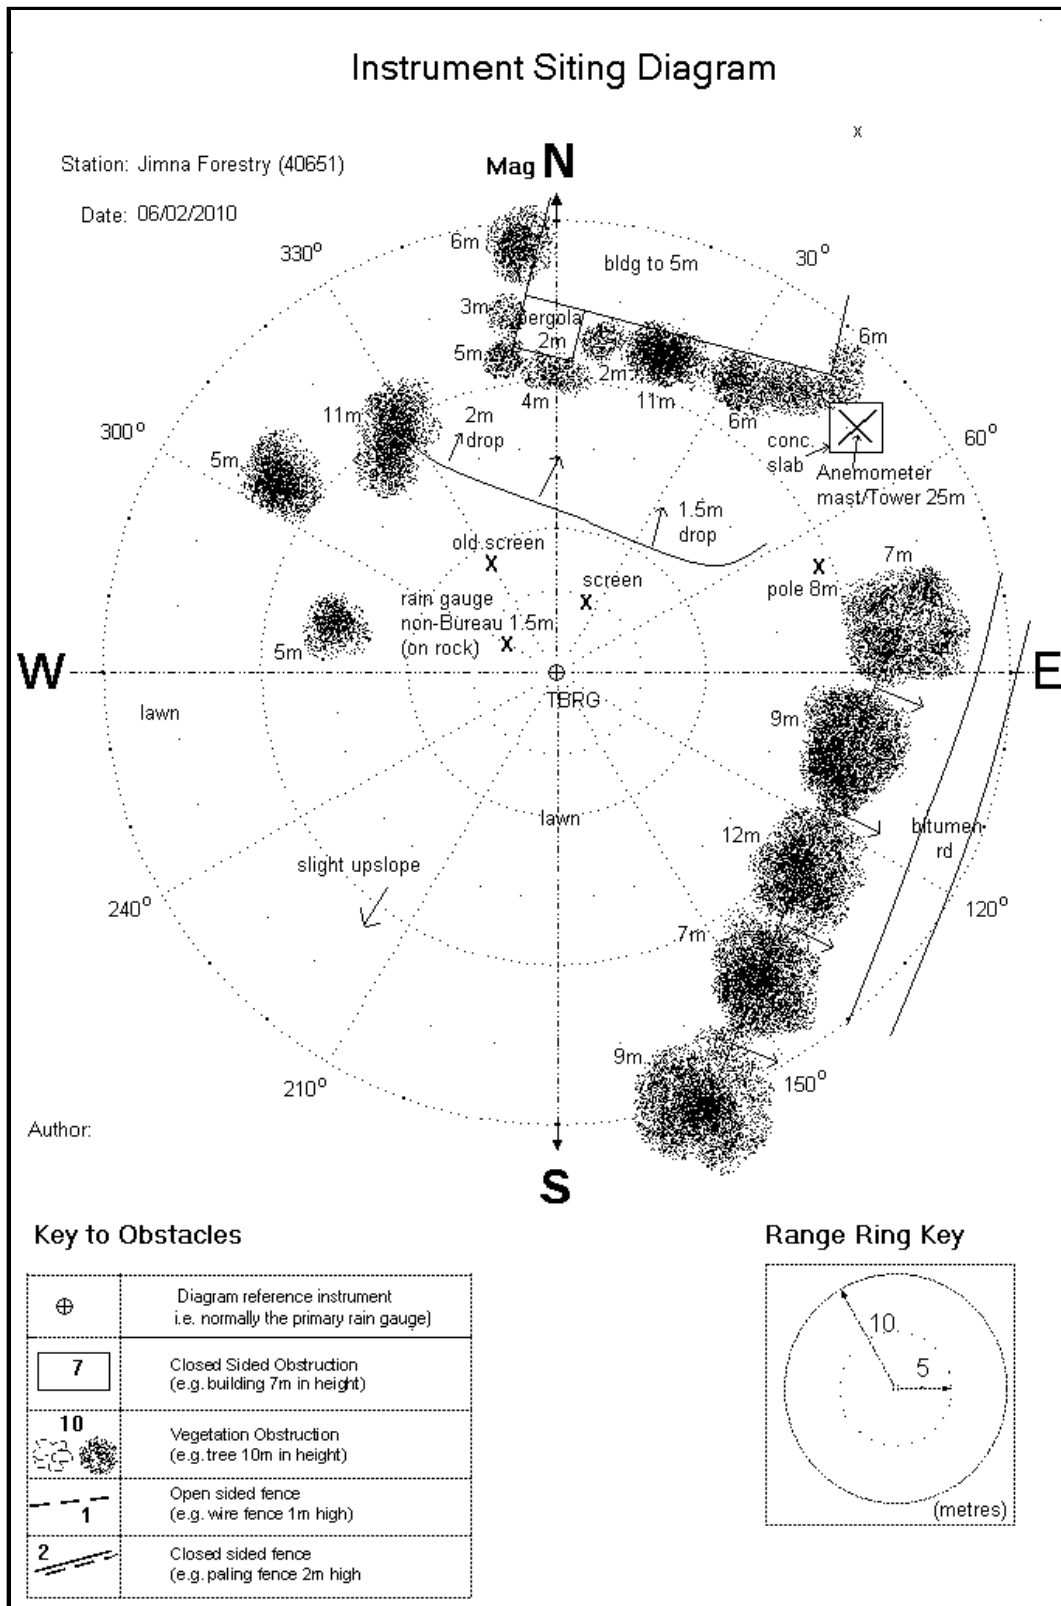 Instrument Siting Diagram
x
Station: Jimna Forestry (40651)
Mag N
Date: 06/02/2010
330°
6m
bldg to 5m
30°
3m
pergola
2m
6m
5m
2m
4m
11m
6m
11m
2m
drop
300°
5m
conc.
slab
60°
Anemometer
mast/Tower 25m
1.5m
drop
old screen
X
7m
X
pole 8m
screen
X
rain gauge
non-Bureau 1.5m
(on rock)
X
5m
W
E
TBRG
lawn
9m
lawn
12m
bitumen
rd
slight upslope
240°
120°
7m
9m
210°
150°
Author:
S
Key to Obstacles
Diagram reference instrument
i.e. normally the primary rain gauge)
7
Closed Sided Obstruction
(e.g. building 7m in height)
10
Vegetation Obstruction
(e.g. tree 10m in height)
1
Open sided fence
(e.g. wire fence 1m high)
2
Closed sided fence
(e.g. paling fence 2m high
Range Ring Key
10
5
(metres)